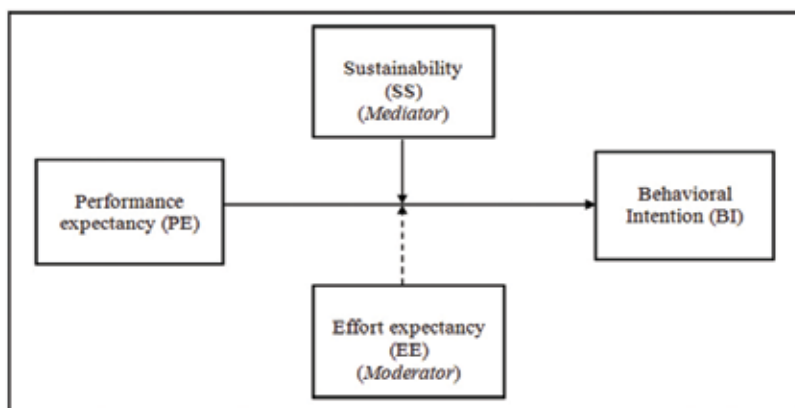 Sustainability
(SS)
(Mediator)
Performance
expectancy (PE)
Behavioral
Intention (BI)
Effort expectancy
(EE)
(Moderator)